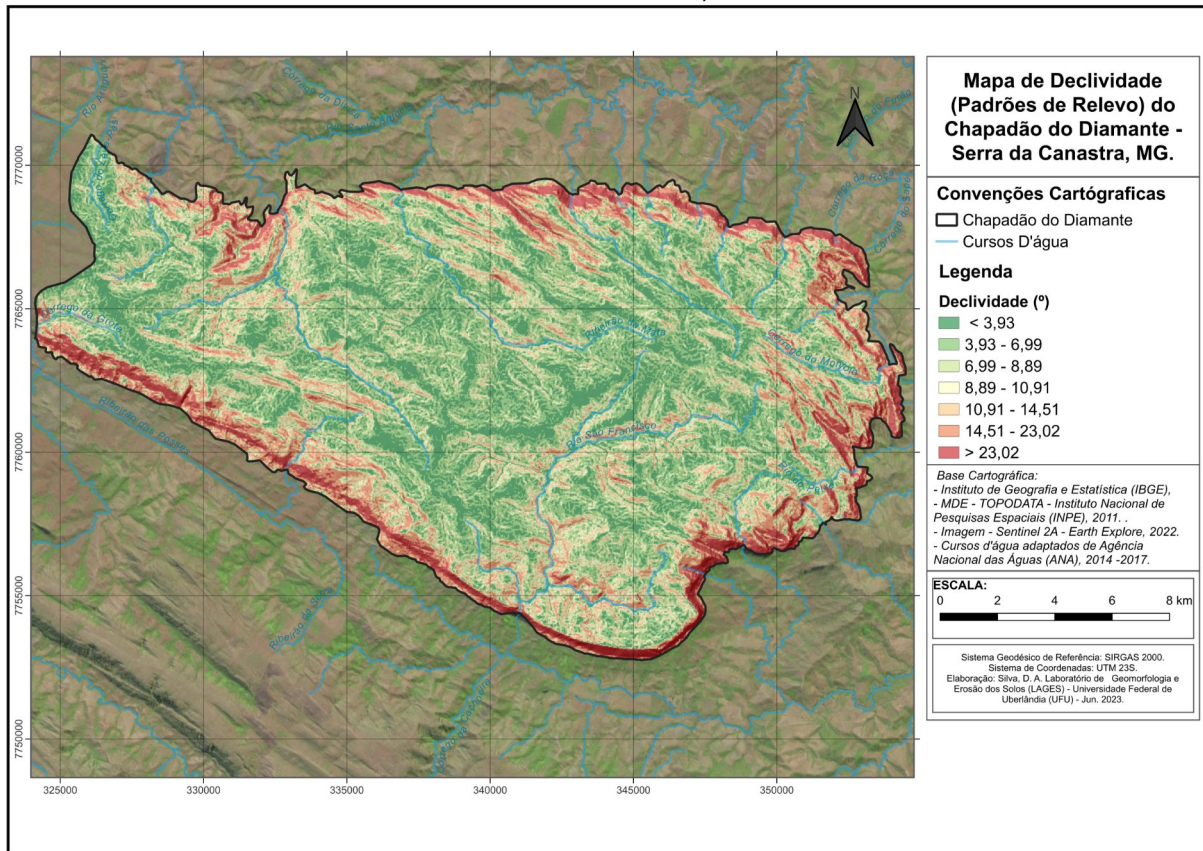 Mapa de Declividade
(Padrões de Relevo) do
Chapadão do Diamante -
Serra da Canastra, MG.
Convenções Cartógraficas
Chapadão do Diamante
Cursos D'água
Legenda
Declividade (º)
< 3,93
3,93 - 6,99
6,99 - 8,89
8,89 - 10,91
10,91 - 14,51
14,51 - 23,02
> 23,02
Base Cartográfica:
- Instituto de Geografia e Estatística (IBGE),
- MDE - TOPODATA - Instituto Nacional de
Pesquisas Espaciais (INPE), 2011. .
- Imagem - Sentinel 2A - Earth Explore, 2022.
- Cursos d'água adaptados de Agência
Nacional das Águas (ANA), 2014 -2017.
ESCALA:
0 2 4 6 8 km
Sistema Geodésico de Referência: SIRGAS 2000.
Sistema de Coordenadas: UTM 23S.
Elaboração: Silva, D. A. Laboratório de Geomorfologia e
Erosão dos Solos (LAGES) - Universidade Federal de
Uberlândia (UFU) - Jun. 2023.
N
7770000
7765000
7760000
7755000
7750000
325000 330000 335000 340000 345000 350000
Rio São Francisco
Ribeirão da Mata
Córrego do
Ribeirão das Posses
Ribeirão da
Córrego da
Rio